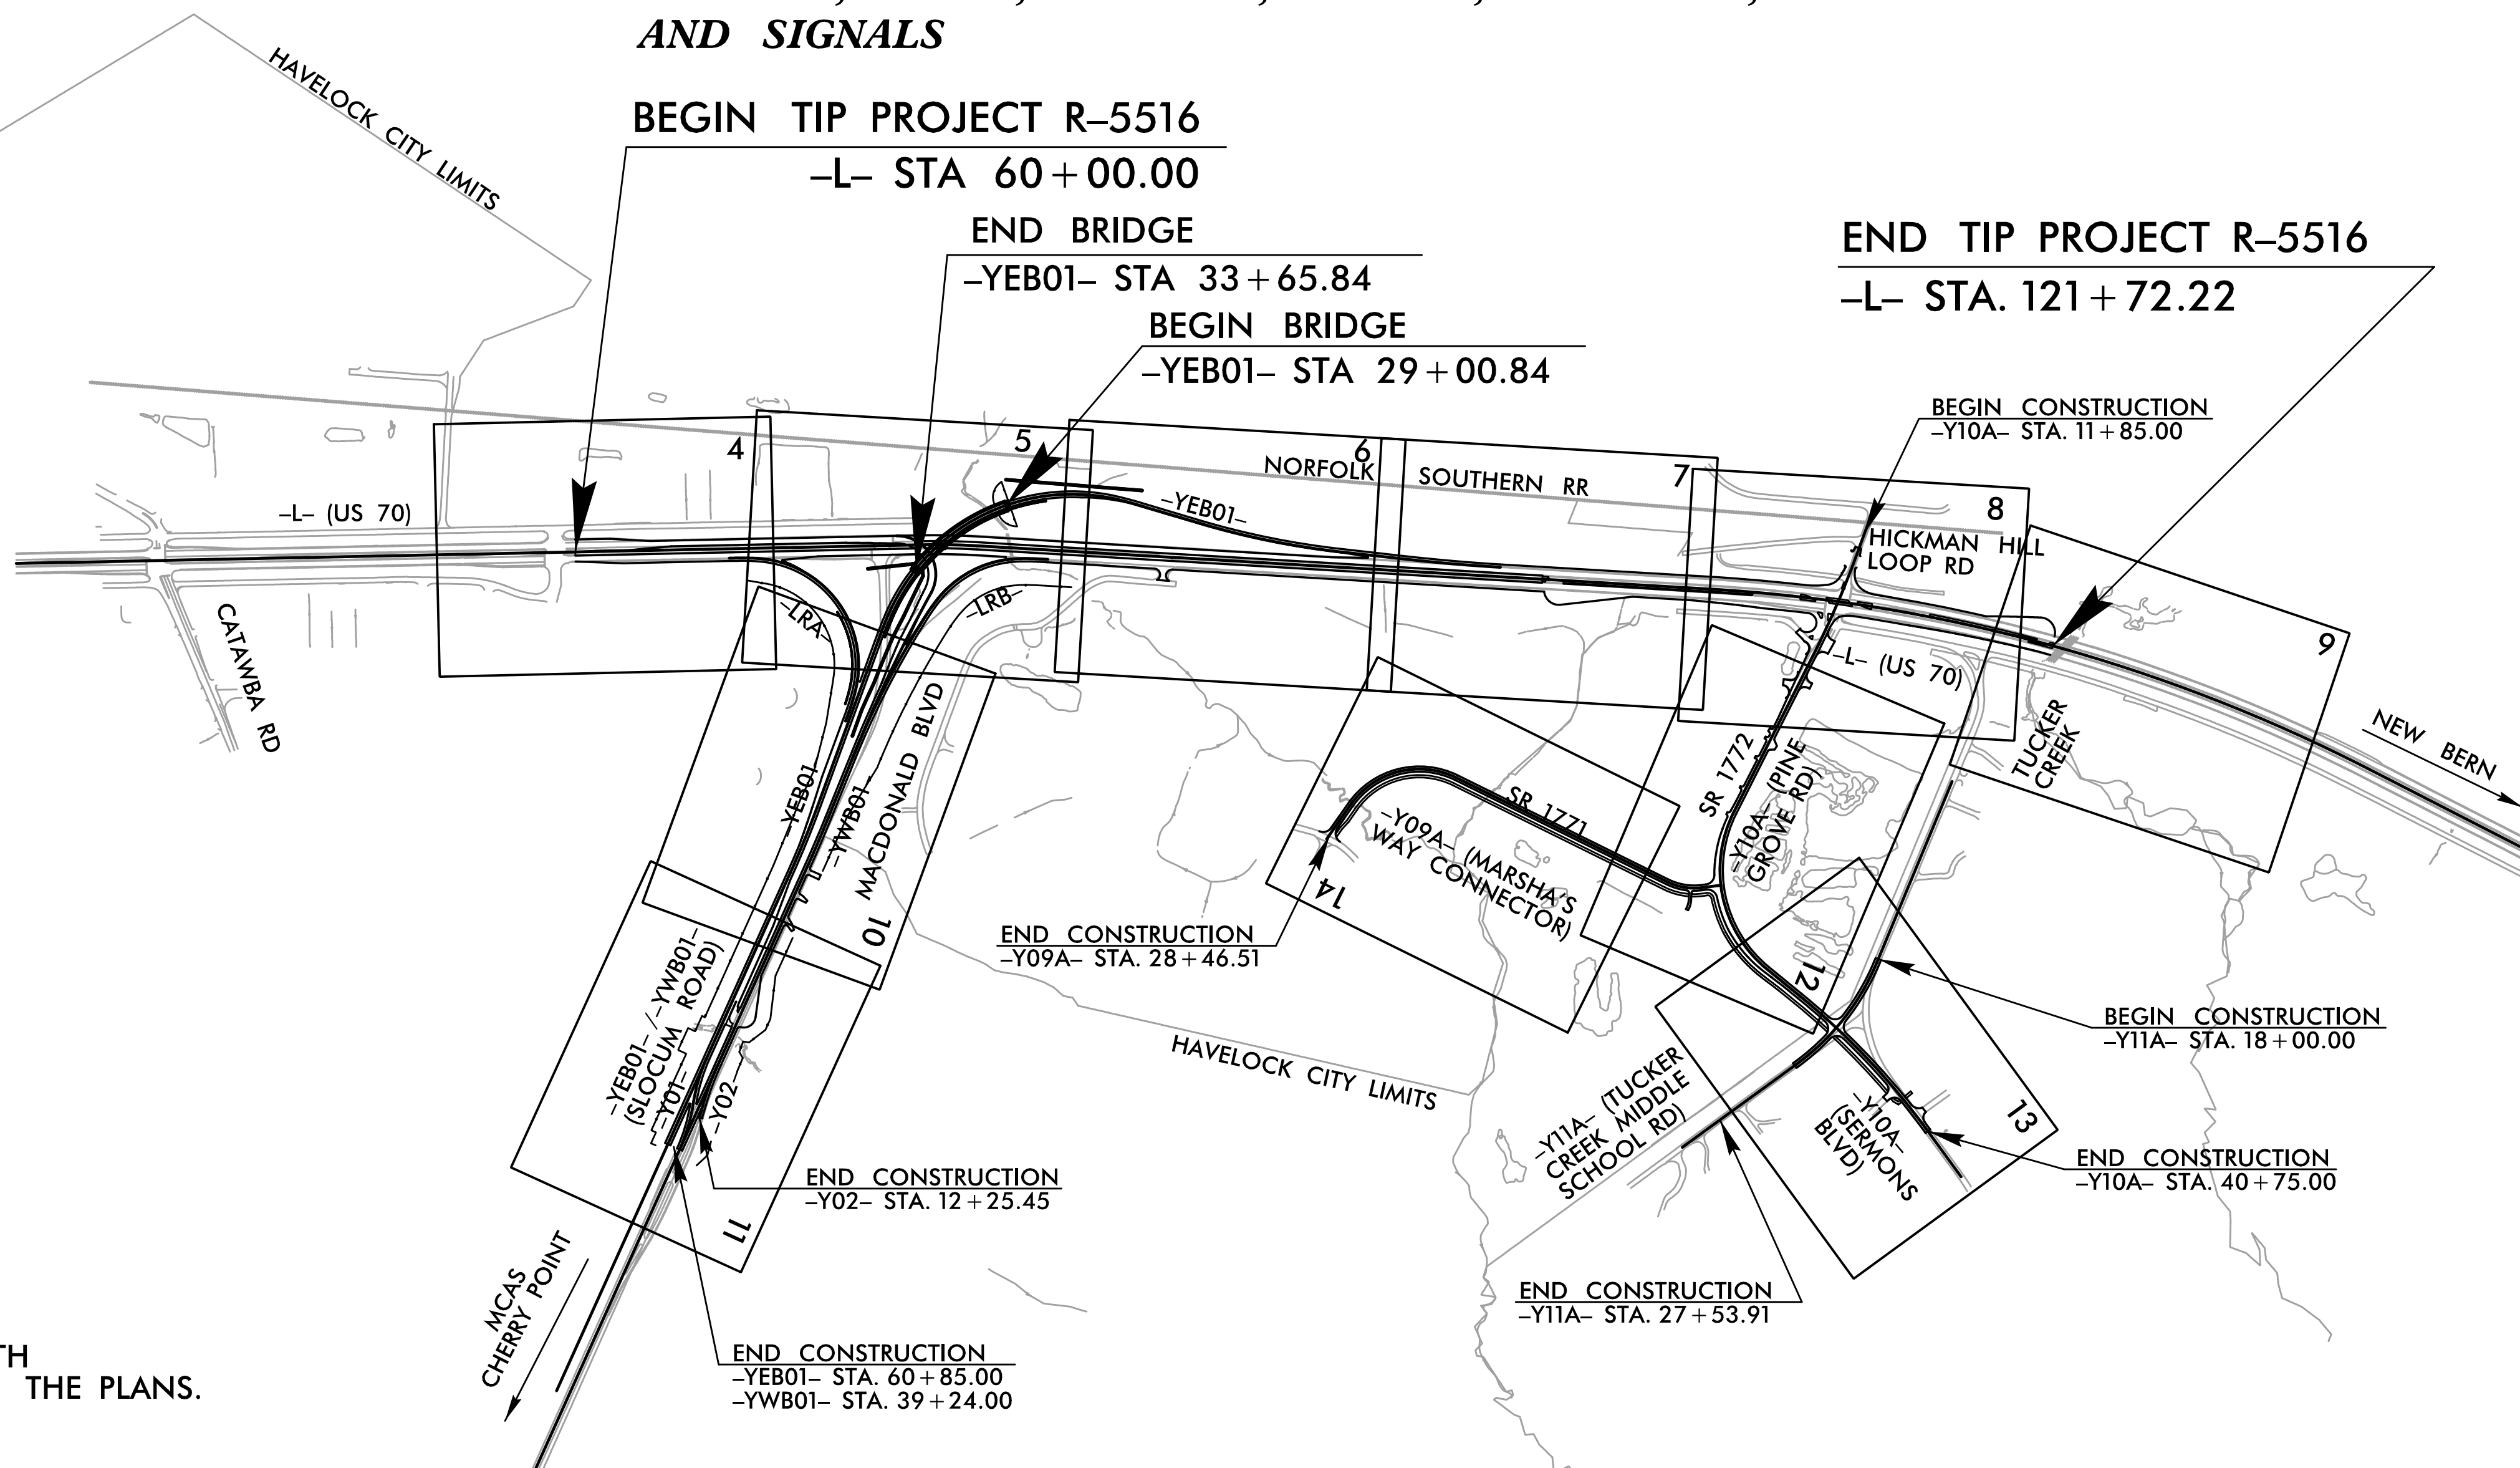 AND SIGNALS
BEGIN TIP PROJECT R–5516
–L– STA 60+00.00
END BRIDGE
–YEB01– STA 33+65.84
BEGIN BRIDGE
–YEB01– STA 29+00.84
END TIP PROJECT R–5516
–L– STA. 121+72.22
HAVELOCK CITY LIMITS
BEGIN CONSTRUCTION
–Y10A– STA. 11+85.00
4
5
6
7
8
9
NORFOLK SOUTHERN RR
–L– (US 70)
–YEB01–
HICKMAN HILL
LOOP RD
CATAWBA RD
–LRA–
–LRB–
–L– (US 70)
TUCKER
CREEK
NEW BERN
SR 1772
–Y10A– (PINE
GROVE RD)
–YEB01–
–YWB01–
MACDONALD BLVD
SR 1771
–Y09A– (MARSHA'S
WAY CONNECTOR)
14
10
12
END CONSTRUCTION
–Y09A– STA. 28+46.51
–YEB01– / –YWB01–
(SLOCUM ROAD)
–Y01–
–Y02–
HAVELOCK CITY LIMITS
BEGIN CONSTRUCTION
–Y11A– STA. 18+00.00
–Y11A– (TUCKER
CREEK MIDDLE
SCHOOL RD)
–Y10A–
(SERMONS
BLVD)
13
END CONSTRUCTION
–Y10A– STA. 40+75.00
END CONSTRUCTION
–Y02– STA. 12+25.45
11
MCAS
CHERRY POINT
END CONSTRUCTION
–Y11A– STA. 27+53.91
END CONSTRUCTION
–YEB01– STA. 60+85.00
–YWB01– STA. 39+24.00
TH
THE PLANS.